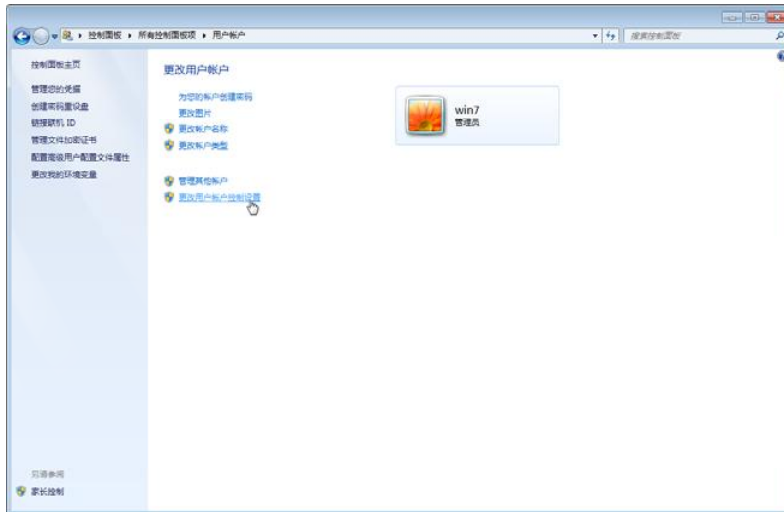 控制面板 ▸ 所有控制面板项 ▸ 用户帐户
搜索控制面板
控制面板主页
管理您的凭据
创建密码重设盘
链接联机 ID
管理文件加密证书
配置高级用户配置文件属性
更改我的环境变量
更改用户帐户
为您的帐户创建密码
更改图片
更改帐户名称
更改帐户类型
管理其他帐户
更改用户帐户控制设置
win7
管理员
另请参阅
家长控制